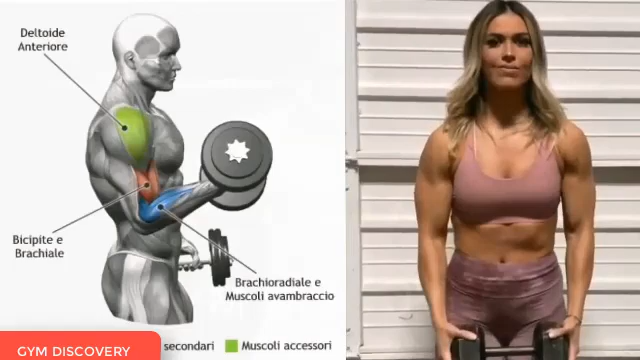 Deltoide
Anteriore
Bicipite e
Brachiale
Brachioradiale e
Muscoli avambraccio
secondari
Muscoli accessori
GYM DISCOVERY